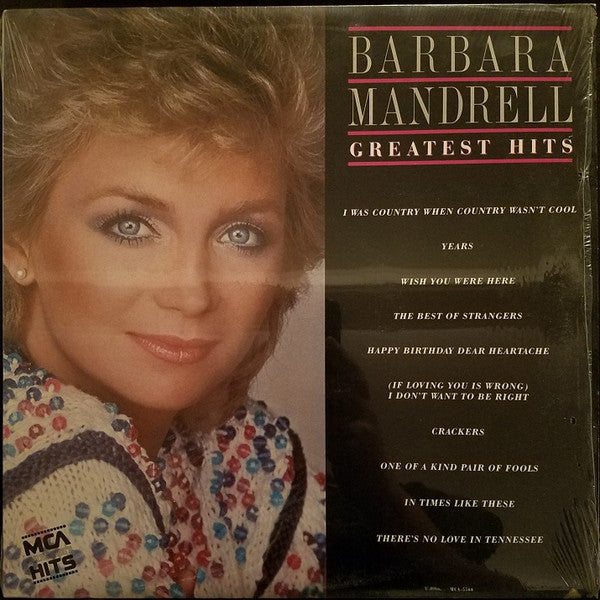 BARBARA
MANDRELL
GREATEST HITS
I WAS COUNTRY WHEN COUNTRY WASN'T COOL
YEARS
WISH YOU WERE HERE
THE BEST OF STRANGERS
HAPPY BIRTHDAY DEAR HEARTACHE
(IF LOVING YOU IS WRONG)
I DON'T WANT TO BE RIGHT
CRACKERS
ONE OF A KIND PAIR OF FOOLS
IN TIMES LIKE THESE
THERE'S NO LOVE IN TENNESSEE
MCA
HITS